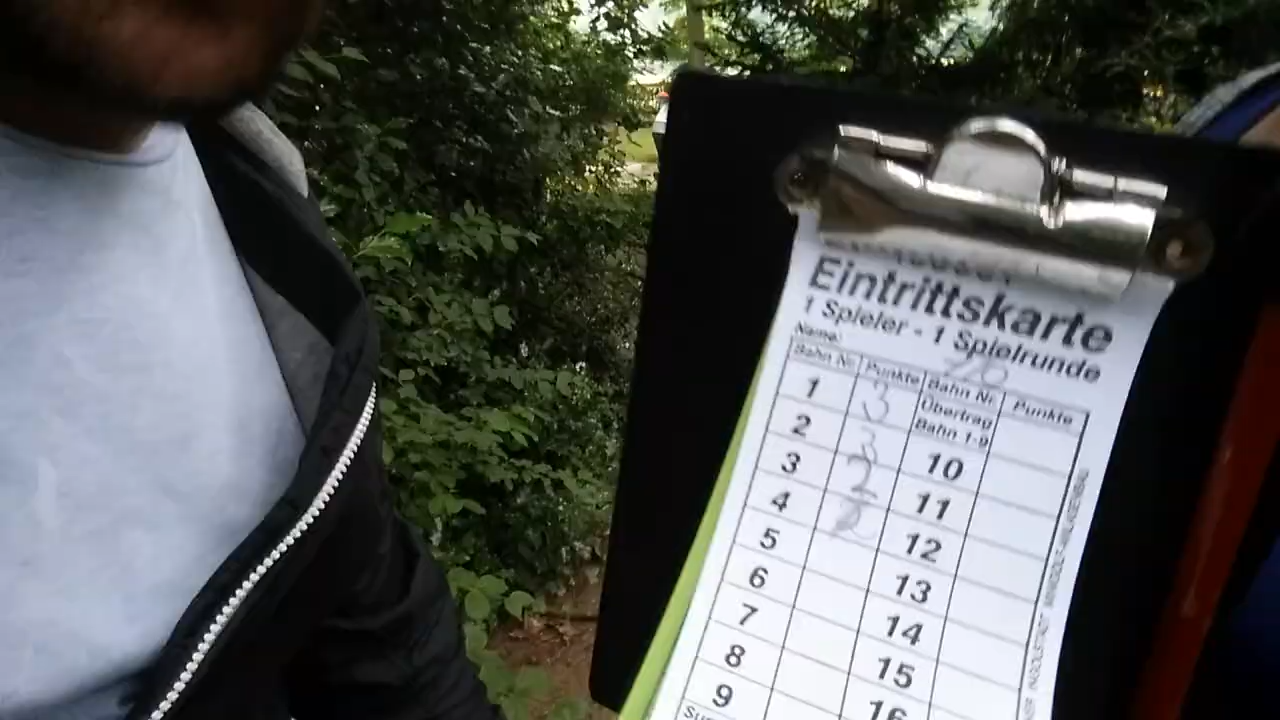 Eintrittskarte
1 Spieler - 1 Spielrunde
Name:
Bahn Nr. Punkte Bahn Nr. Punkte
1 3 Übertrag Bahn 1-9
2 3 10
3 2 11
4 12
5 13
6 14
7 15
8 16
9